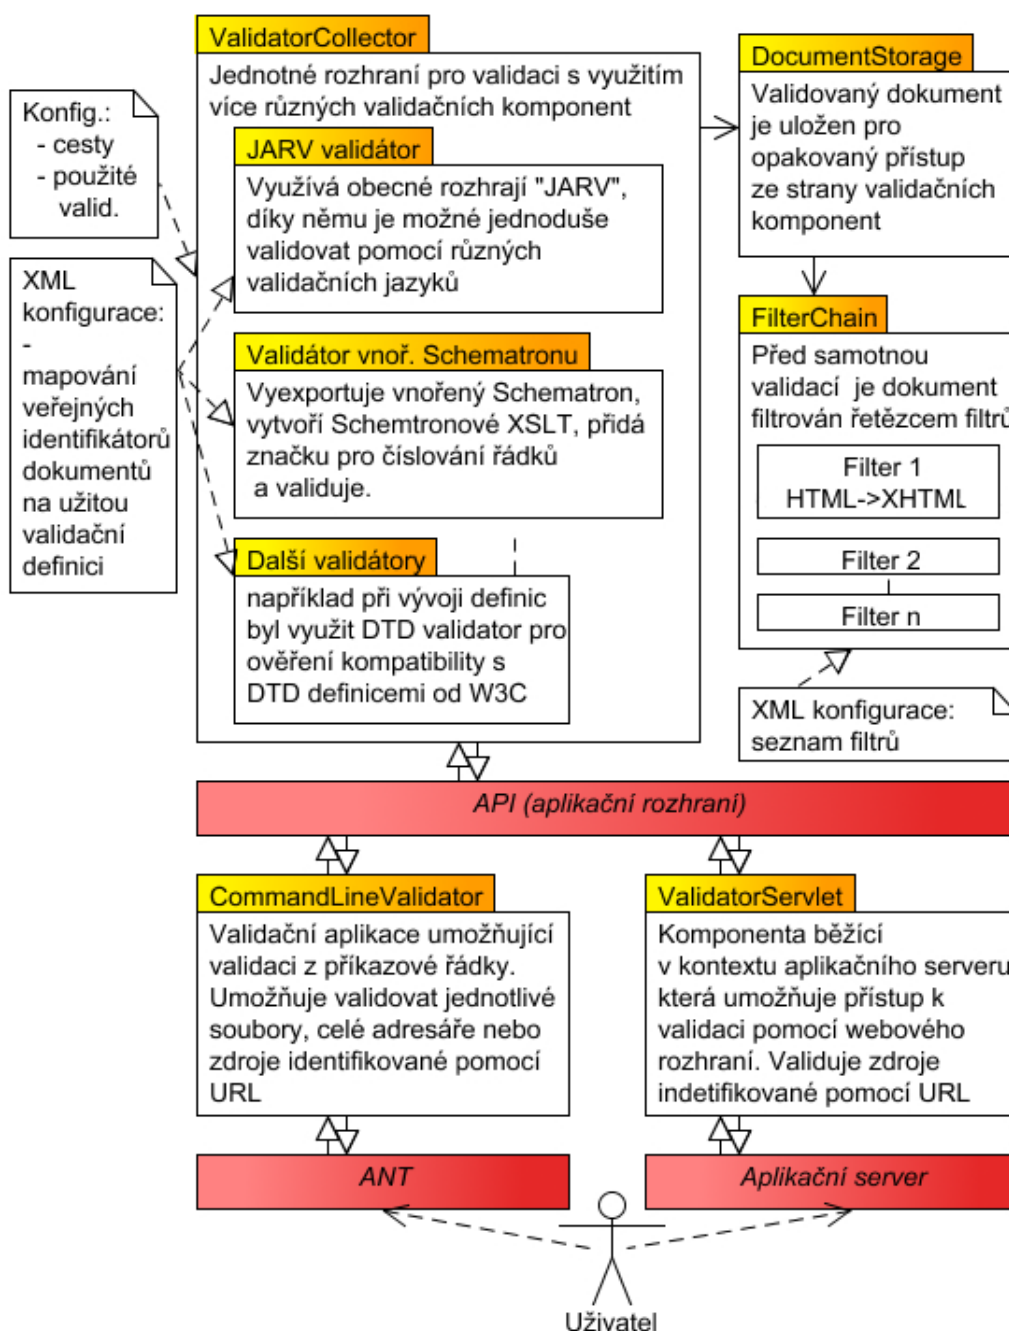 ValidatorCollector
Jednotné rozhraní pro validaci s využitím
více různých validačních komponent
Konfig.:
- cesty
- použité
valid.
JARV validátor
Využívá obecné rozhrají "JARV",
díky němu je možné jednoduše
validovat pomocí různých
validačních jazyků
XML
konfigurace:
-
mapování
veřejných
identifikátorů
dokumentů
na užitou
validační
definici
Validátor vnoř. Schematronu
Vyexportuje vnořený Schematron,
vytvoří Schemtronové XSLT, přidá
značku pro číslování řádků
a validuje.
Další validátory
například při vývoji definic
byl využit DTD validator pro
ověření kompatibility s
DTD definicemi od W3C
DocumentStorage
Validovaný dokument
je uložen pro
opakovaný přístup
ze strany validačních
komponent
FilterChain
Před samotnou
validací je dokument
filtrován řetězcem filtrů
Filter 1
HTML->XHTML
Filter 2
Filter n
XML konfigurace:
seznam filtrů
API (aplikační rozhraní)
CommandLineValidator
Validační aplikace umožňující
validaci z příkazové řádky.
Umožňuje validovat jednotlivé
soubory, celé adresáře nebo
zdroje identifikované pomocí
URL
ValidatorServlet
Komponenta běžící
v kontextu aplikačního serveru
která umožňuje přístup k
validaci pomocí webového
rozhraní. Validuje zdroje
indetifikované pomocí URL
ANT
Aplikační server
Uživatel